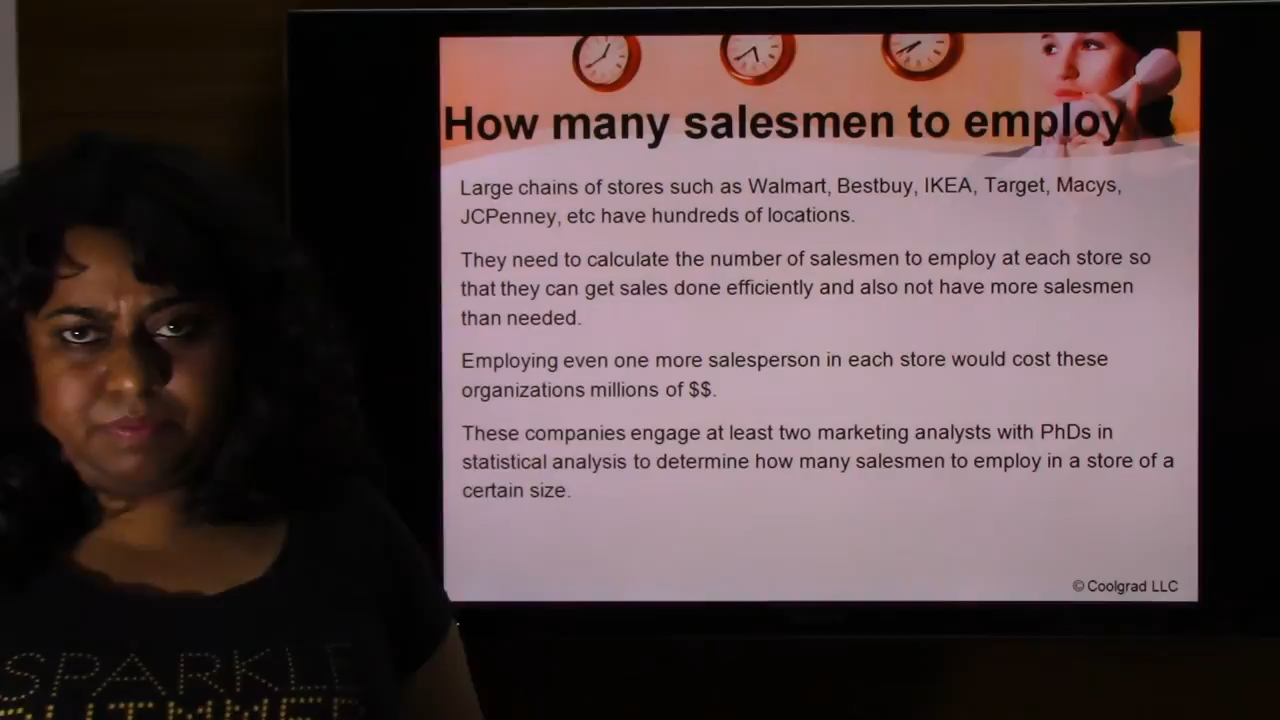 How many salesmen to employ
Large chains of stores such as Walmart, Bestbuy, IKEA, Target, Macys,
JCPenney, etc have hundreds of locations.
They need to calculate the number of salesmen to employ at each store so
that they can get sales done efficiently and also not have more salesmen
than needed.
Employing even one more salesperson in each store would cost these
organizations millions of $$.
These companies engage at least two marketing analysts with PhDs in
statistical analysis to determine how many salesmen to employ in a store of a
certain size.
© Coolgrad LLC
SPARKLE